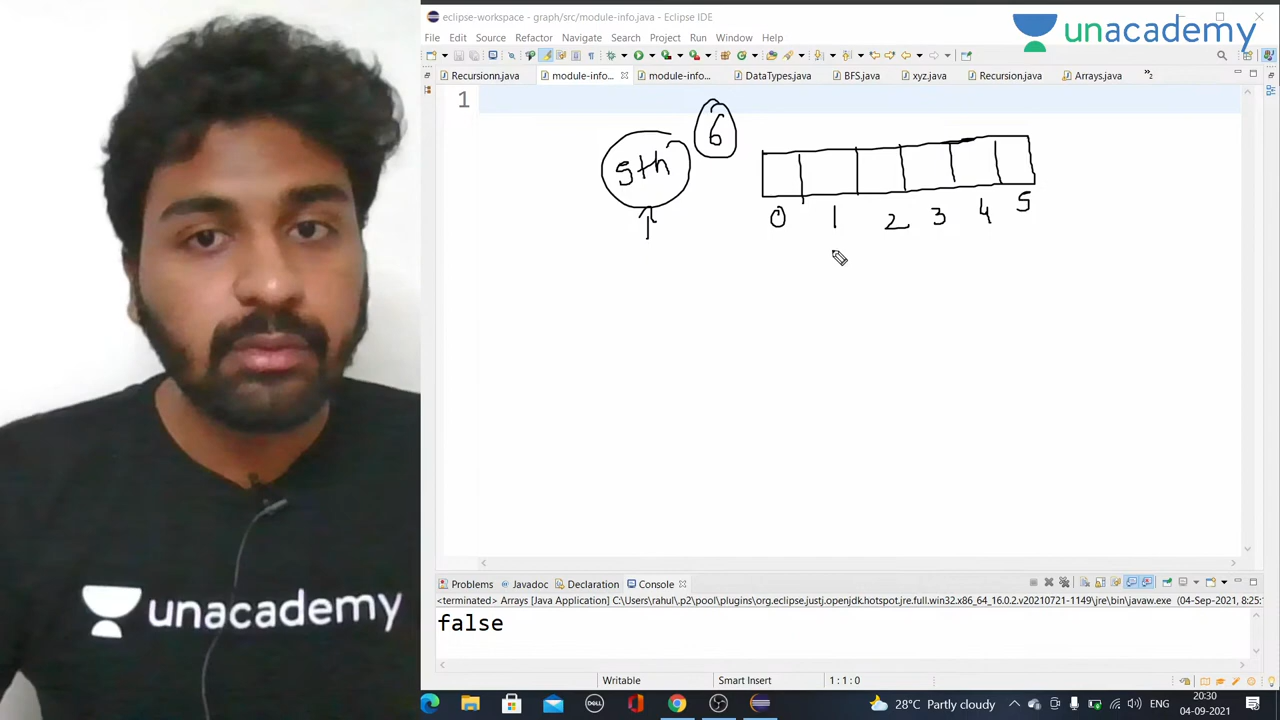 eclipse-workspace - graph/src/module-info.java - Eclipse IDE
unacademy
File Edit Source Refactor Navigate Search Project Run Window Help
Recursionn.java module-info... module-info... DataTypes.java BFS.java xyz.java Recursion.java Arrays.java »2
1
6
5th
0 1 2 3 4 5
unacademy
Problems Javadoc Declaration Console
<terminated> Arrays [Java Application] C:\Users\rahul\.p2\pool\plugins\org.eclipse.justj.openjdk.hotspot.jre.full.win32.x86_64_16.0.2.v20210721-1149\jre\bin\javaw.exe (04-Sep-2021, 8:25:
false
Writable Smart Insert 1:1:0
28°C Partly cloudy ENG 20:30
04-09-2021